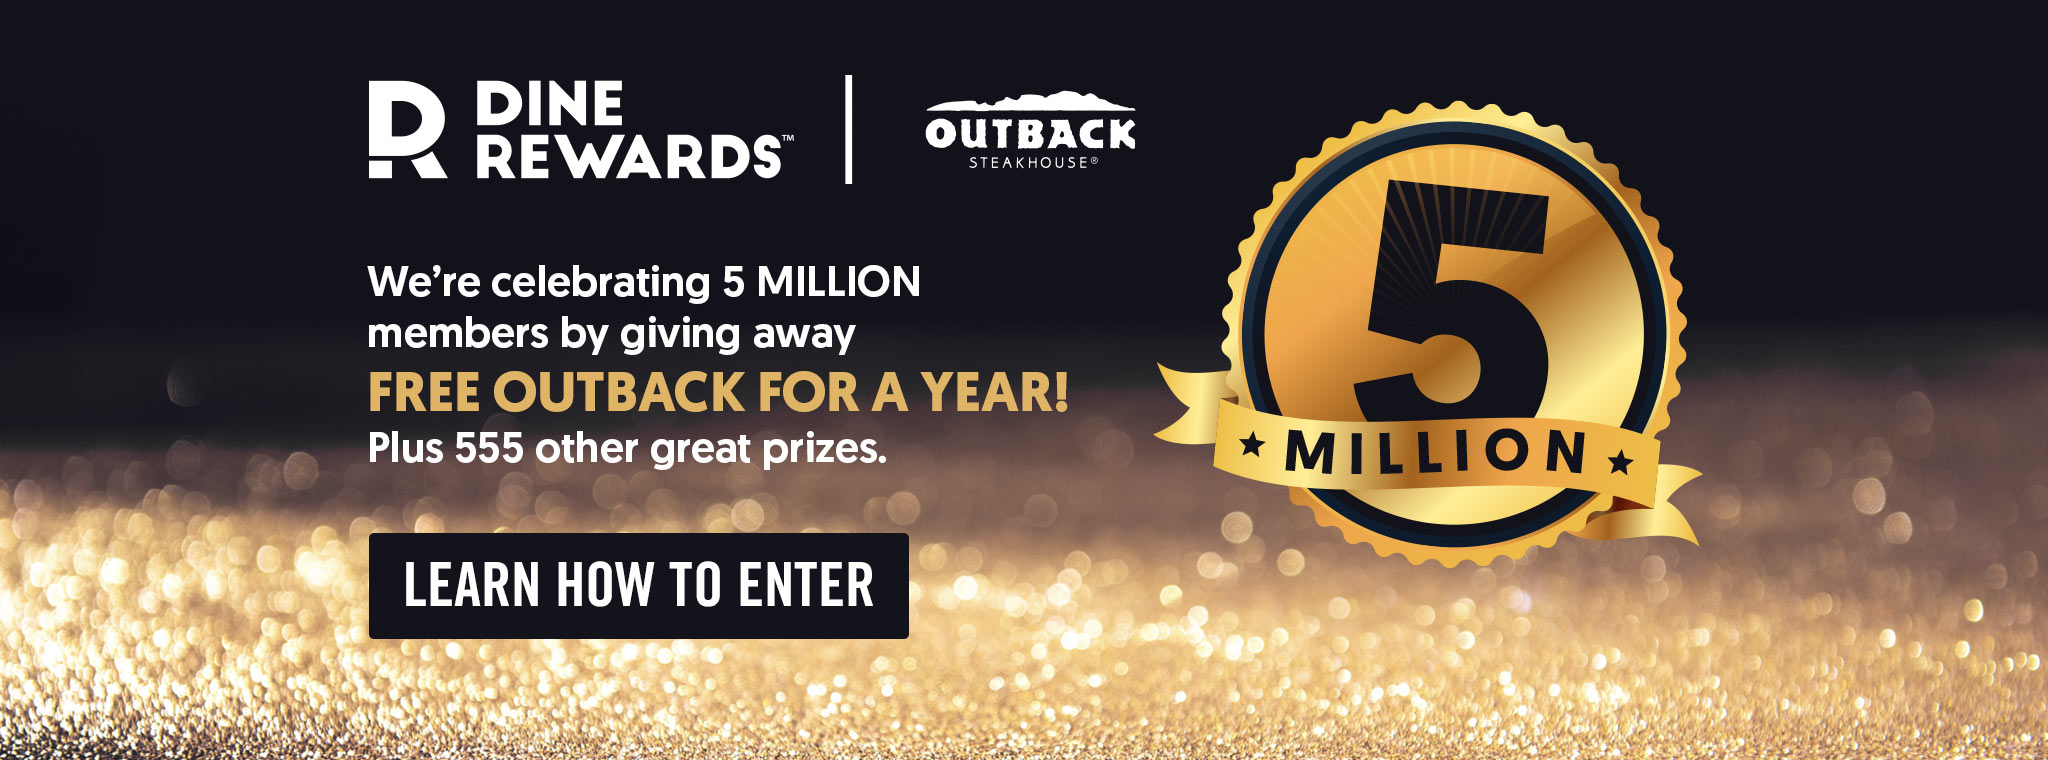 DINE
REWARDS™
OUTBACK
STEAKHOUSE®
We're celebrating 5 MILLION
members by giving away
FREE OUTBACK FOR A YEAR!
Plus 555 other great prizes.
LEARN HOW TO ENTER
5
MILLION